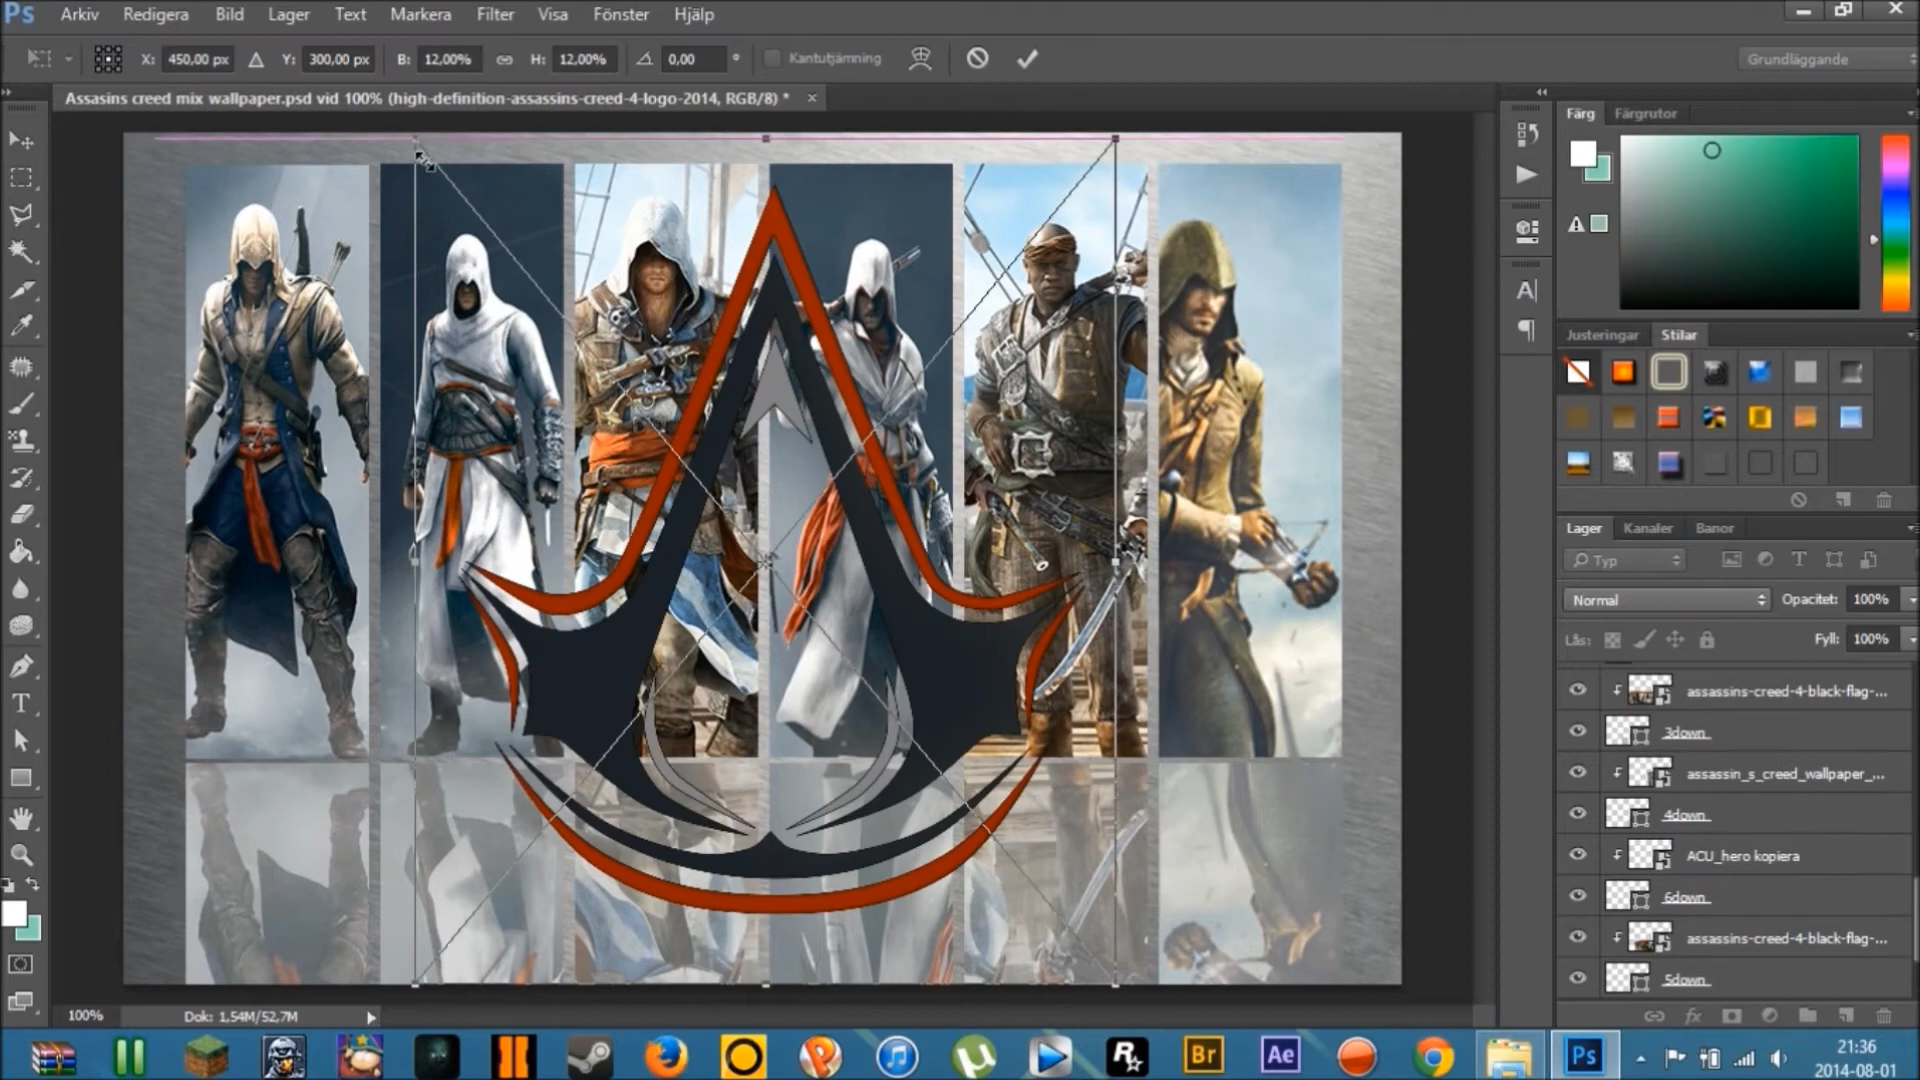 Ps Arkiv Redigera Bild Lager Text Markera Filter Visa Fönster Hjälp
X: 450,00 px Y: 300,00 px B: 12,00% H: 12,00% 0,00 ° Kantutjämning Grundläggande
Assasins creed mix wallpaper.psd vid 100% (high-definition-assassins-creed-4-logo-2014, RGB/8) * ×
Färg Färgrutor
Justeringar Stilar
Lager Kanaler Banor
Typ
Normal Opacitet: 100%
Lås: Fyll: 100%
assassins-creed-4-black-flag-...
3down
assassin_s_creed_wallpaper_...
4down
ACU_hero kopiera
6down
assassins-creed-4-black-flag-...
5down
100% Dok: 1,54M/52,7M
Br Ae Ps
21:36
2014-08-01